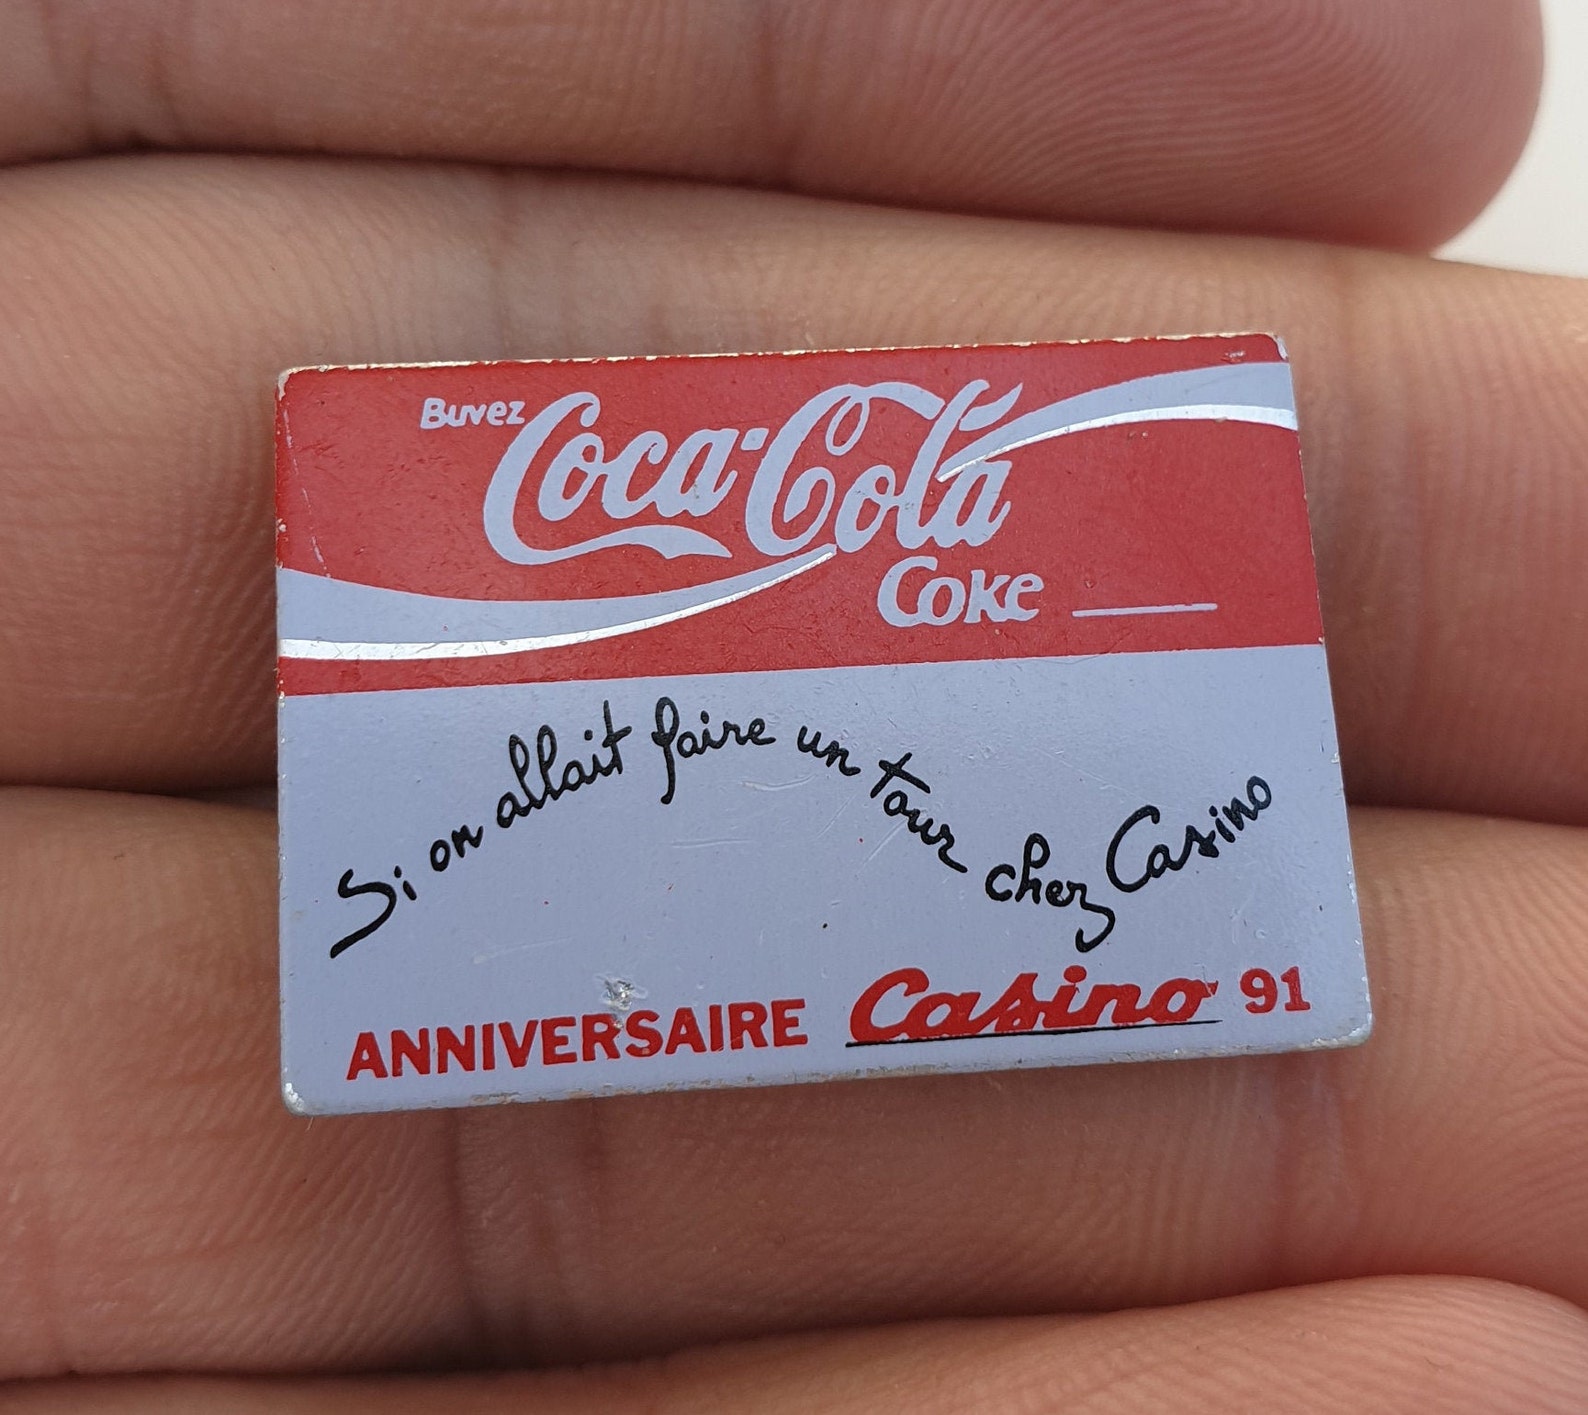 Buvez
Coca-Cola
Coke
Si on allait faire un tour chez Casino
ANNIVERSAIRE Casino 91